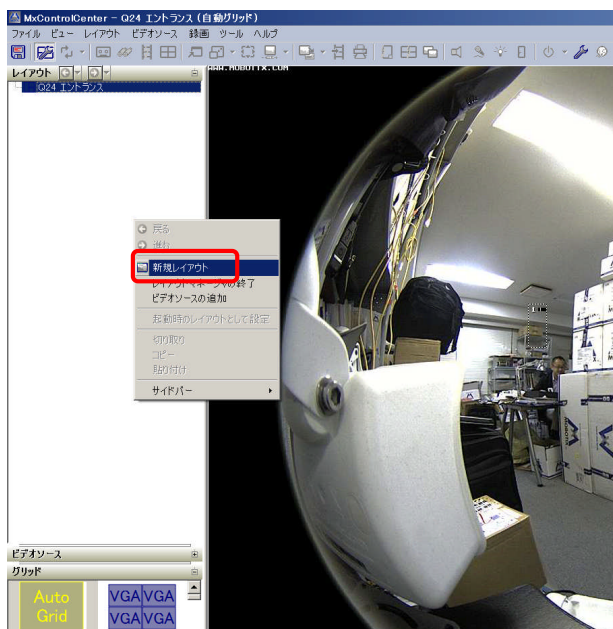 MxControlCenter - Q24 エントランス (自動グリッド)
ファイル ビュー レイアウト ビデオソース 録画 ツール ヘルプ
レイアウト
WWW.MOBOTIX.COM
Q24 エントランス
戻る
進む
新規レイアウト
レイアウトマネージャの終了
ビデオソースの追加
起動時のレイアウトとして設定
切り取り
コピー
貼り付け
サイドバー
ビデオソース
グリッド
Auto
Grid
VGA VGA
VGA VGA